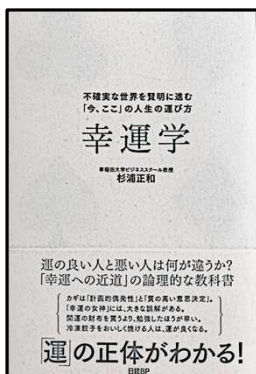 不確実な世界を賢明に進む
「今、ここ」の人生の運び方
幸運学
早稲田大学ビジネススクール教授
杉浦正和
運の良い人と悪い人は何が違うか?
「幸運への近道」の論理的な教科書
カギは「計画的偶発性」と「質の高い意思決定」。
「幸運の女神」には、大きな誤解がある。
開運の財布を買うより、勉強したほうが早い。
冷凍餃子をおいしく焼ける人は、運が良くなる。
「運」の正体がわかる!
日経BP